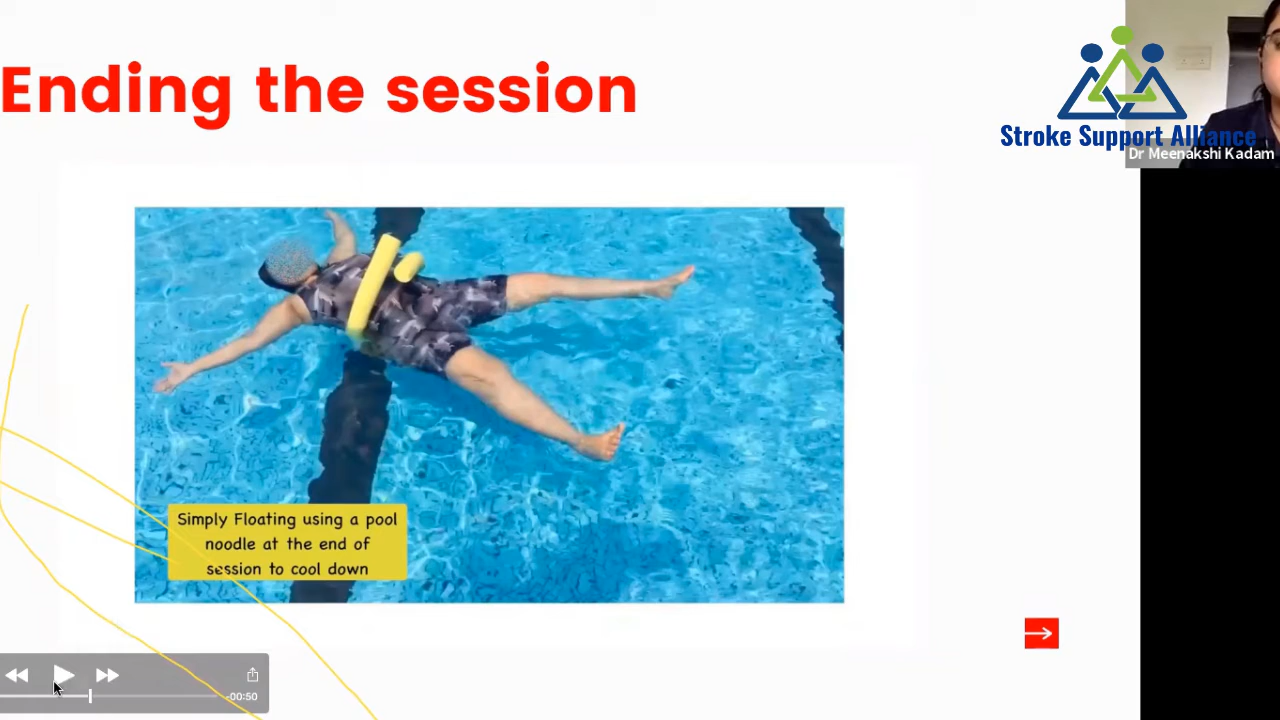 Ending the session
Stroke Support Alliance
Dr Meenakshi Kadam
Simply Floating using a pool
noodle at the end of
session to cool down
-00:50